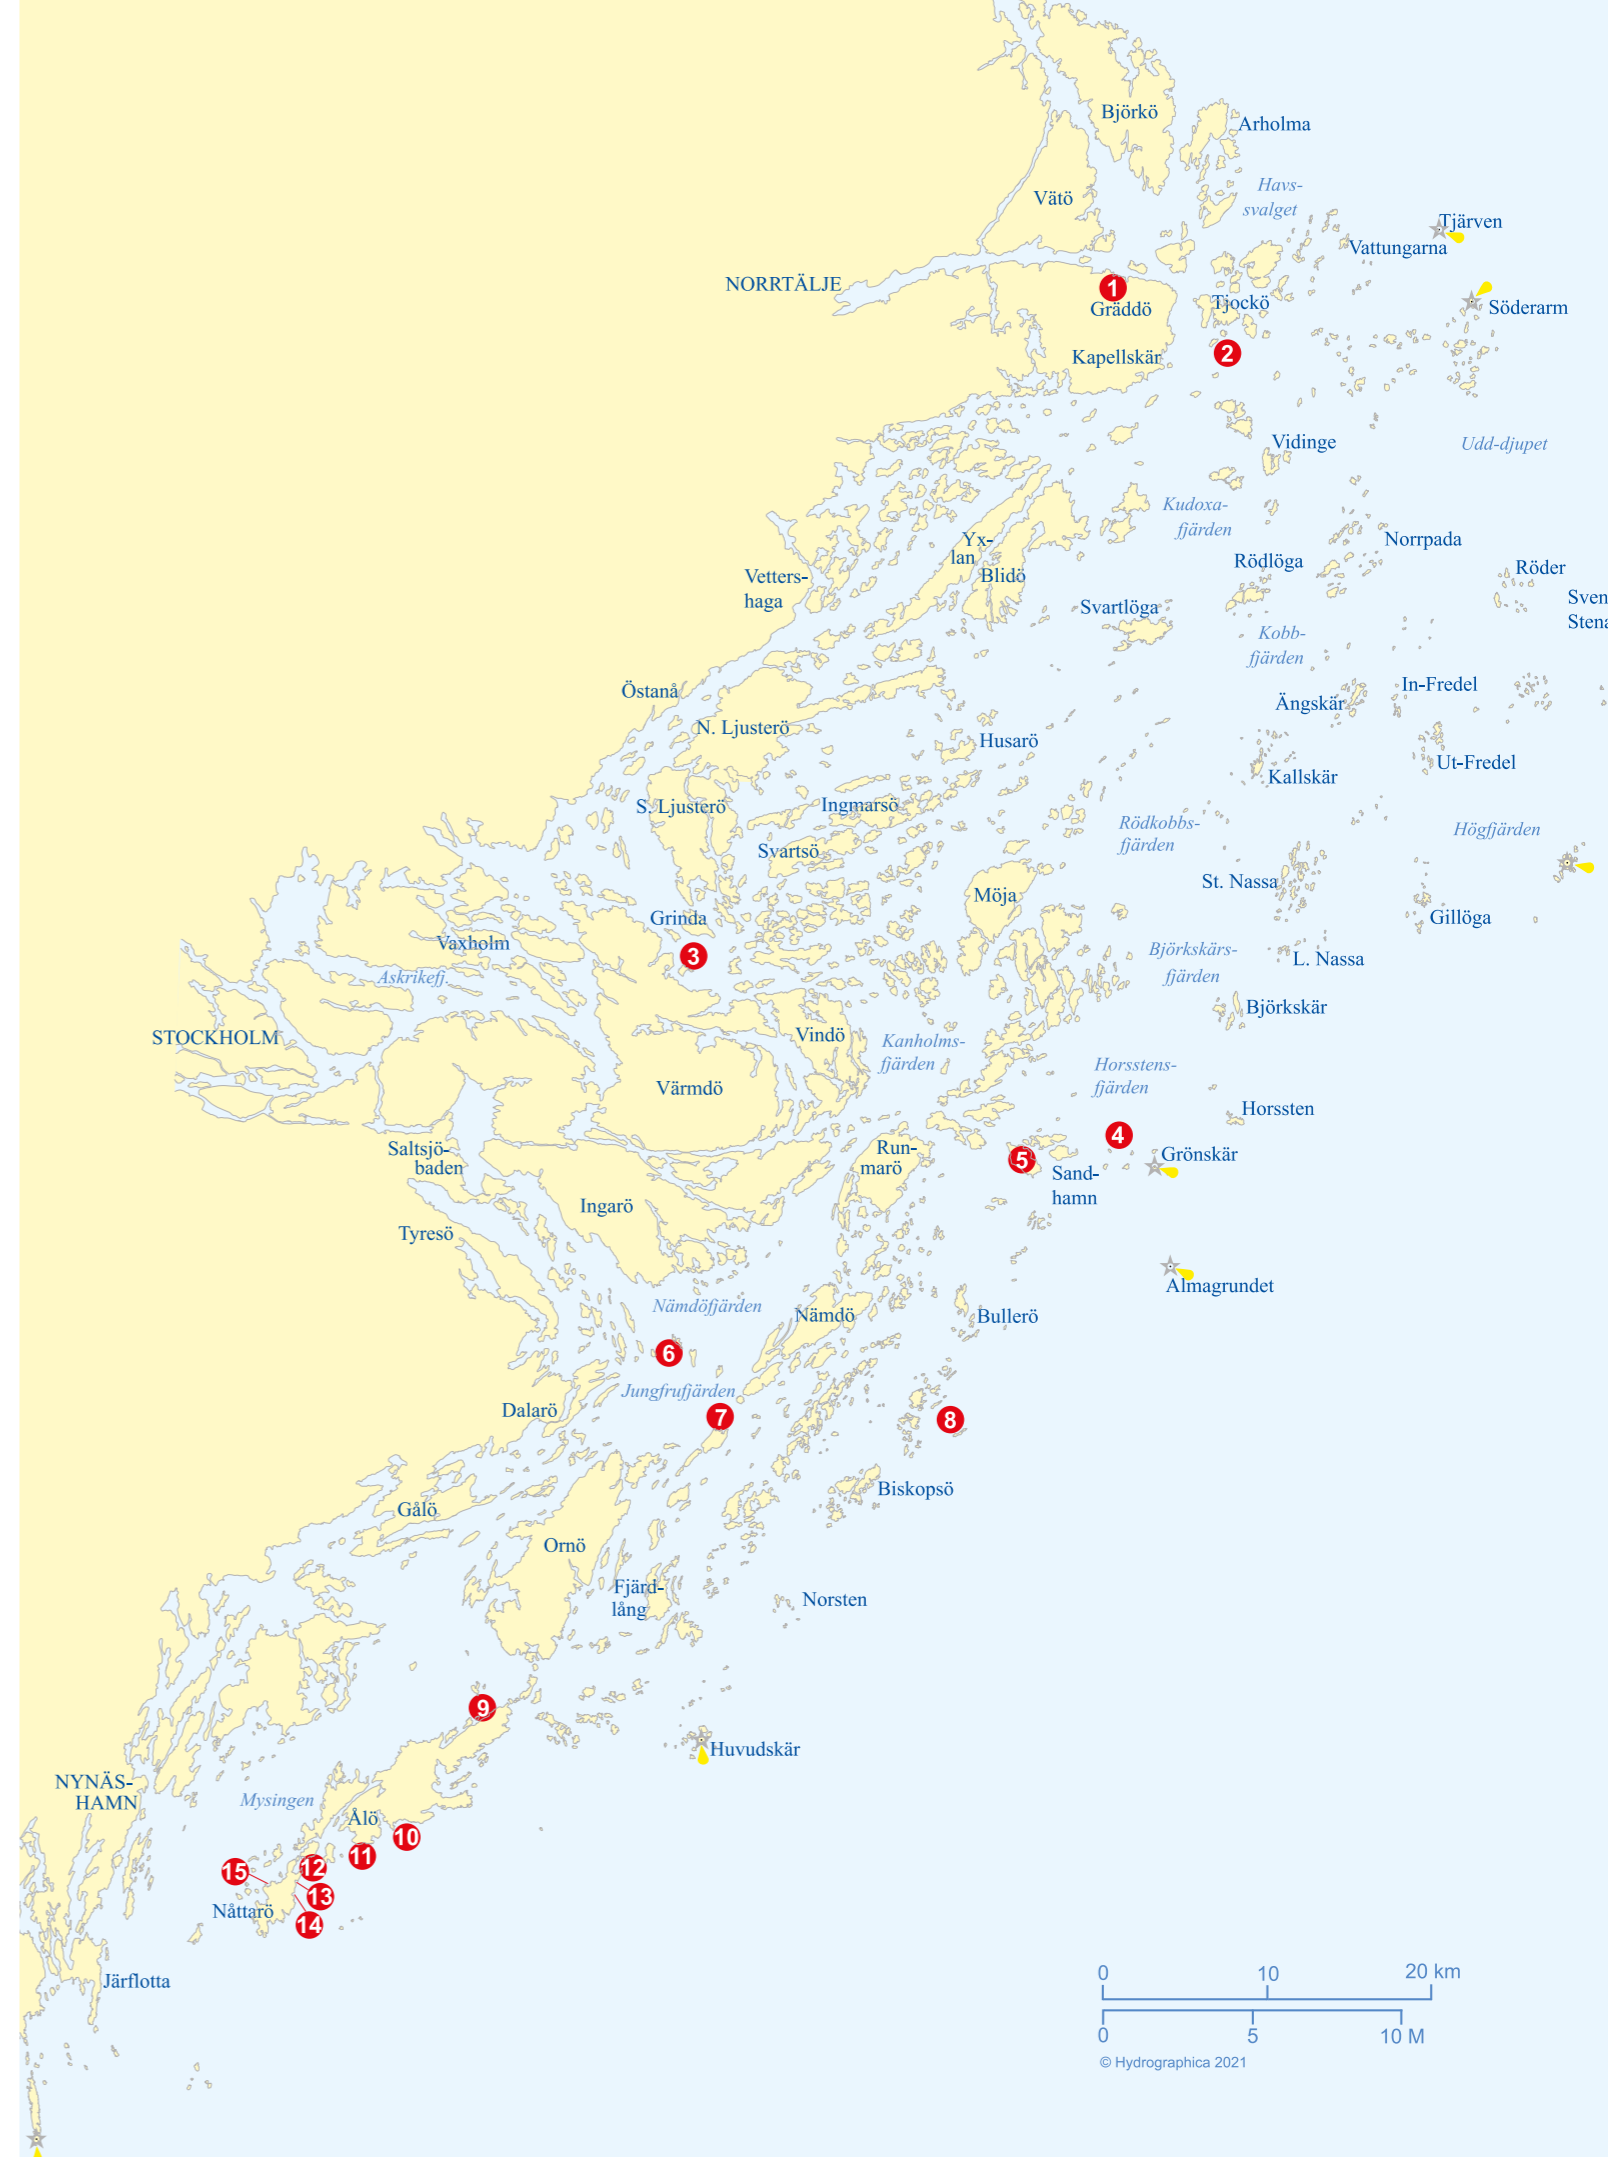 Björkö
Arholma
Havs-
svalget
Vätö
Tjärven
Vattungarna
NORRTÄLJE
1
Gräddö
Tjockö
Söderarm
2
Kapellskär
Vidinge
Udd-djupet
Kudoxa-
fjärden
Norrpada
Yx-
lan
Blidö
Rödlöga
Röder
Vetters-
haga
Sven
Stena
Svartlöga
Kobb-
fjärden
Östanå
In-Fredel
Ängskär
N. Ljusterö
Husarö
Ut-Fredel
Kallskär
S. Ljusterö
Ingmarsö
Rödkobbs-
fjärden
Högfjärden
Svartsö
St. Nassa
Möja
Grinda
Gillöga
Vaxholm
3
Björkskärs-
fjärden
L. Nassa
Askrikefj.
Björkskär
STOCKHOLM
Vindö
Kanholms-
fjärden
Horsstens-
fjärden
Värmdö
Horssten
4
Saltsjö-
baden
Run-
marö
5
Grönskär
Sand-
hamn
Ingarö
Tyresö
Almagrundet
Nämdöfjärden
Nämdö
Bullerö
6
Jungfrufjärden
Dalarö
7
8
Biskopsö
Gålö
Ornö
Fjärd-
lång
Norsten
9
Huvudskär
NYNÄS-
HAMN
Mysingen
Ålö
10
11
12
15
13
Nåttarö
14
Järflotta
0 10 20 km
0 5 10 M
© Hydrographica 2021